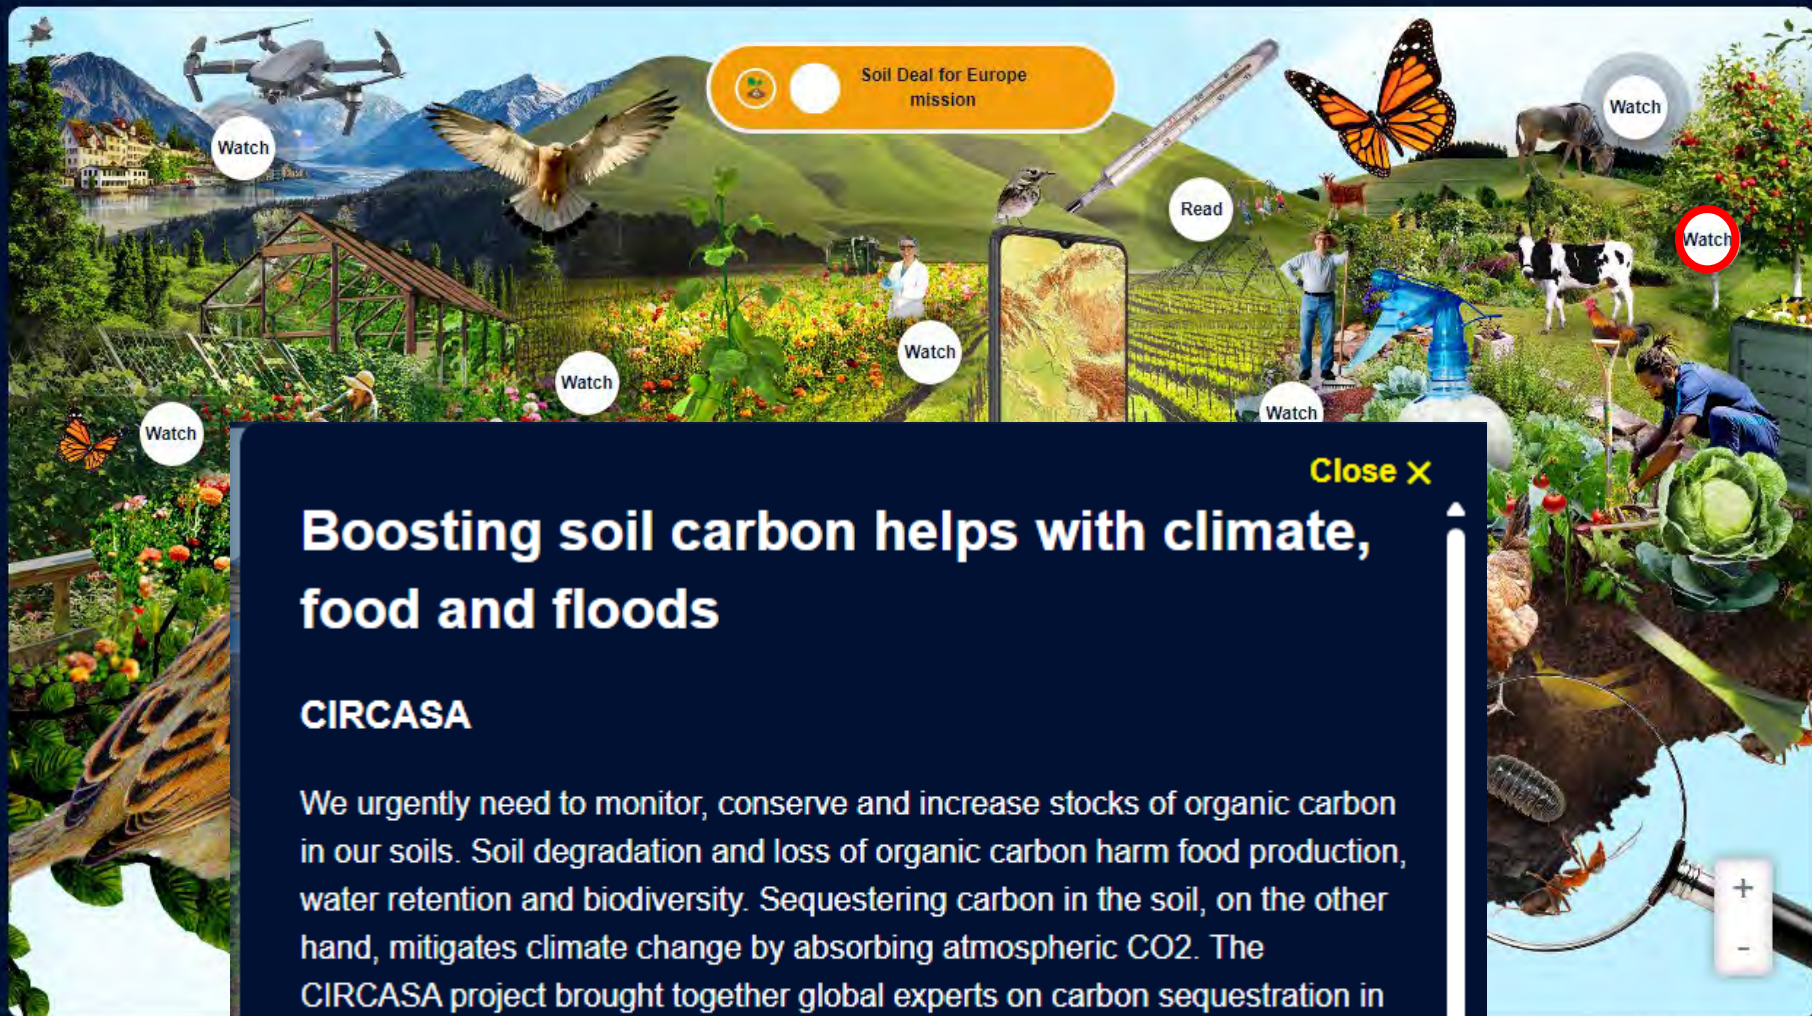 Soil Deal for Europe
mission
Watch
Watch
Read
Watch
Watch
Watch
Watch
Watch
Close ×
Boosting soil carbon helps with climate,
food and floods
CIRCASA
We urgently need to monitor, conserve and increase stocks of organic carbon
in our soils. Soil degradation and loss of organic carbon harm food production,
water retention and biodiversity. Sequestering carbon in the soil, on the other
hand, mitigates climate change by absorbing atmospheric CO2. The
CIRCASA project brought together global experts on carbon sequestration in
+
-